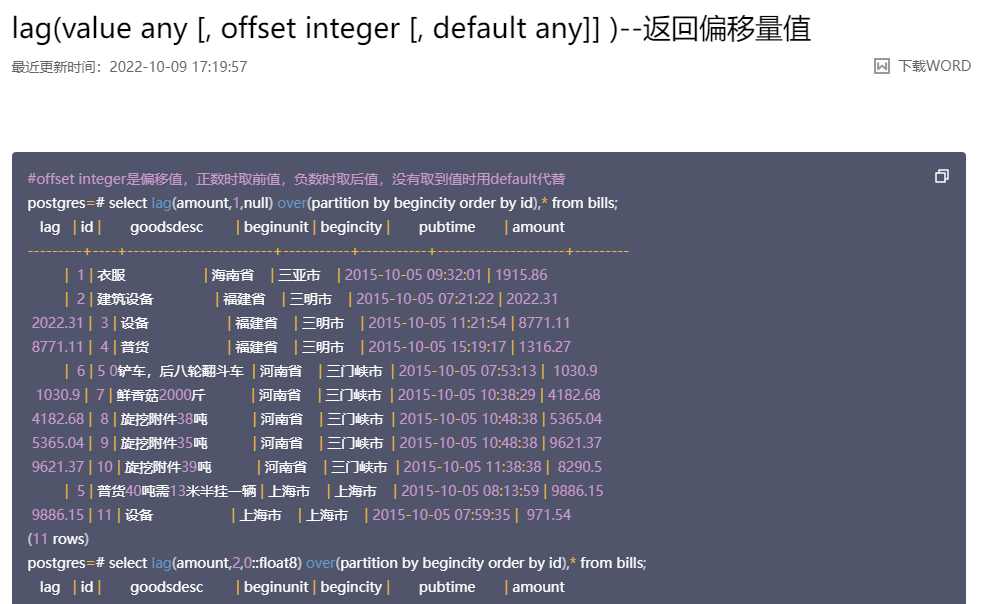 lag(value any [, offset integer [, default any]] )--返回偏移量值
最近更新时间：2022-10-09 17:19:57
下载WORD
#offset integer是偏移值，正数时取前值，负数时取后值，没有取到值时用default代替
postgres=# select lag(amount,1,null) over(partition by begincity order by id),* from bills;
lag | id | goodsdesc | beginunit | begincity | pubtime | amount
---------+----+------------------------+-----------+-----------+---------------------+---------
| 1 | 衣服 | 海南省 | 三亚市 | 2015-10-05 09:32:01 | 1915.86
| 2 | 建筑设备 | 福建省 | 三明市 | 2015-10-05 07:21:22 | 2022.31
2022.31 | 3 | 设备 | 福建省 | 三明市 | 2015-10-05 11:21:54 | 8771.11
8771.11 | 4 | 普货 | 福建省 | 三明市 | 2015-10-05 15:19:17 | 1316.27
| 6 | 5 0铲车，后八轮翻斗车 | 河南省 | 三门峡市 | 2015-10-05 07:53:13 | 1030.9
1030.9 | 7 | 鲜香菇2000斤 | 河南省 | 三门峡市 | 2015-10-05 10:38:29 | 4182.68
4182.68 | 8 | 旋挖附件38吨 | 河南省 | 三门峡市 | 2015-10-05 10:48:38 | 5365.04
5365.04 | 9 | 旋挖附件35吨 | 河南省 | 三门峡市 | 2015-10-05 10:48:38 | 9621.37
9621.37 | 10 | 旋挖附件39吨 | 河南省 | 三门峡市 | 2015-10-05 11:38:38 | 8290.5
| 5 | 普货40吨需13米半挂一辆 | 上海市 | 上海市 | 2015-10-05 08:13:59 | 9886.15
9886.15 | 11 | 设备 | 上海市 | 上海市 | 2015-10-05 07:59:35 | 971.54
(11 rows)
postgres=# select lag(amount,2,0::float8) over(partition by begincity order by id),* from bills;
lag | id | goodsdesc | beginunit | begincity | pubtime | amount